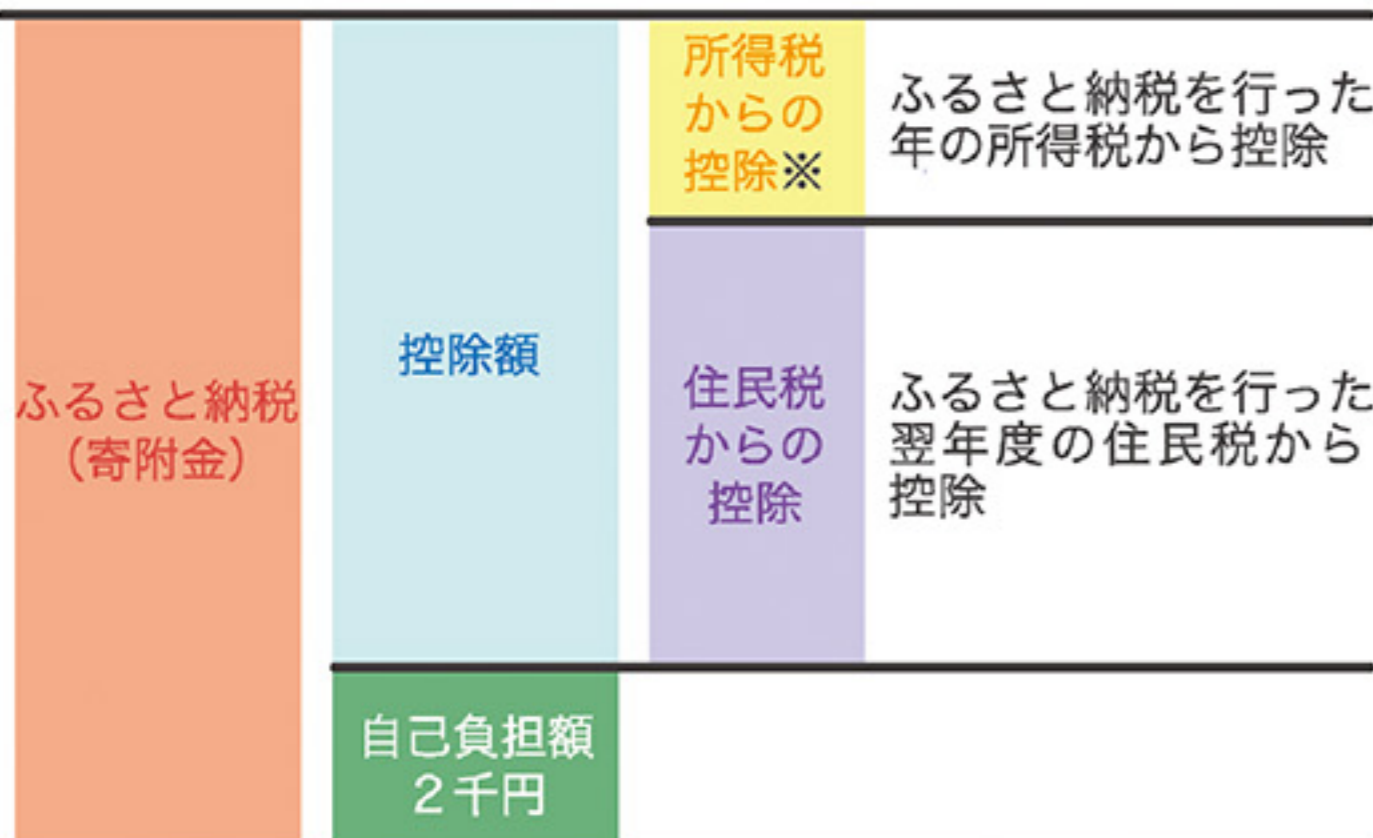 ふるさと納税
（寄附金）
控除額
自己負担額
２千円
所得税
からの
控除※
ふるさと納税を行った
年の所得税から控除
住民税
からの
控除
ふるさと納税を行った
翌年度の住民税から
控除